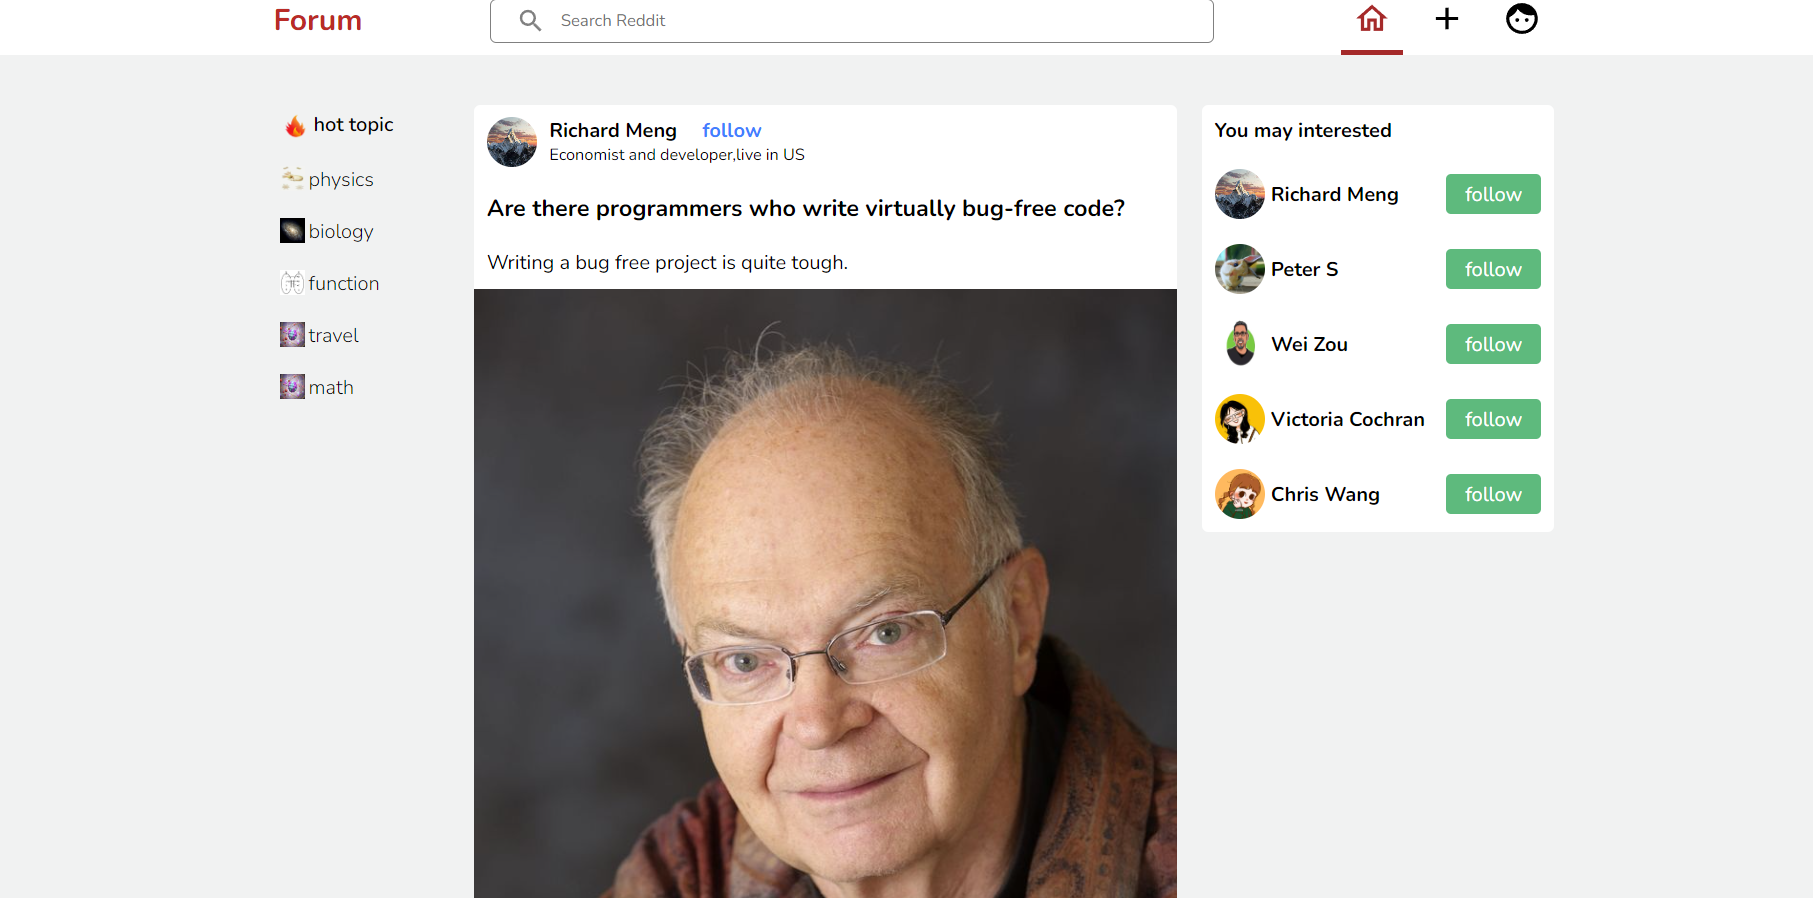 Forum
Search Reddit
hot topic
physics
biology
function
travel
math
Richard Meng follow
Economist and developer,live in US
Are there programmers who write virtually bug-free code?
Writing a bug free project is quite tough.
You may interested
Richard Meng follow
Peter S follow
Wei Zou follow
Victoria Cochran follow
Chris Wang follow